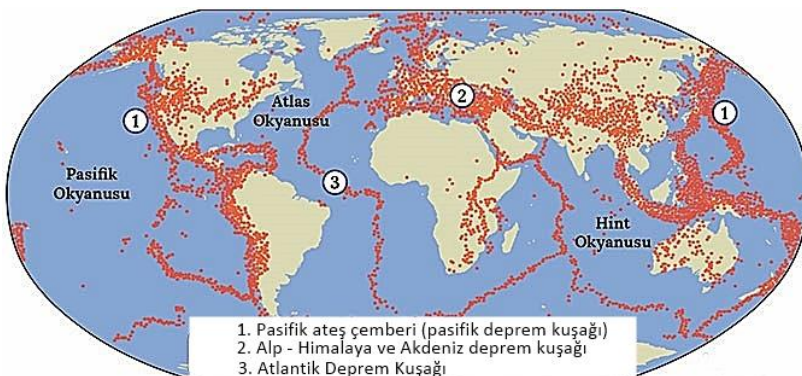 Atlas
Okyanusu
1
2
1
3
Pasifik
Okyanusu
Hint
Okyanusu
1. Pasifik ateş çemberi (pasifik deprem kuşağı)
2. Alp - Himalaya ve Akdeniz deprem kuşağı
3. Atlantik Deprem Kuşağı